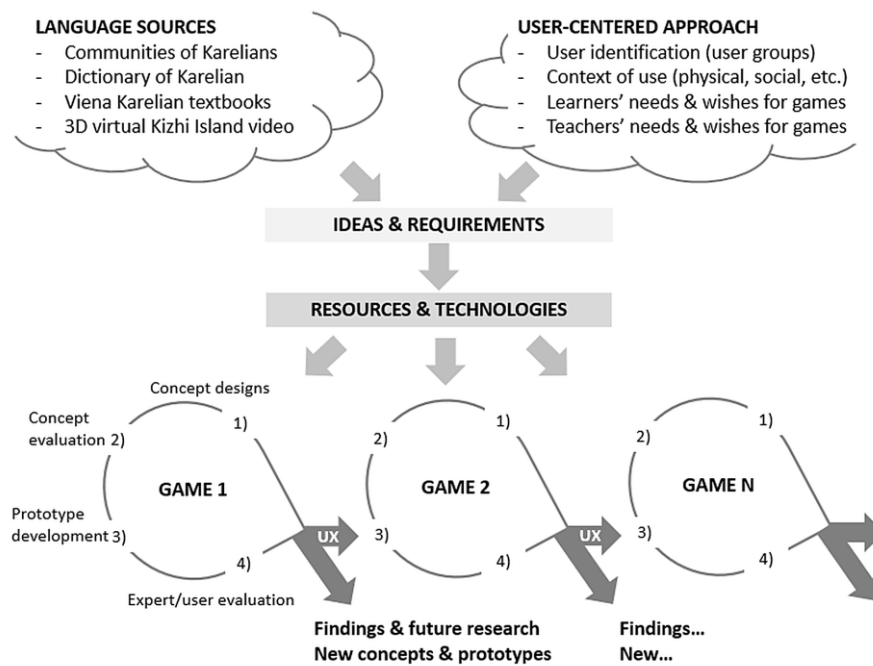 LANGUAGE SOURCES
- Communities of Karelians
- Dictionary of Karelian
- Viena Karelian textbooks
- 3D virtual Kizhi Island video
USER-CENTERED APPROACH
- User identification (user groups)
- Context of use (physical, social, etc.)
- Learners' needs & wishes for games
- Teachers' needs & wishes for games
IDEAS & REQUIREMENTS
RESOURCES & TECHNOLOGIES
Concept designs
1)
Concept
evaluation 2)
GAME 1
Prototype
development 3)
4)
Expert/user evaluation
UX
1)
2)
GAME 2
3)
4)
UX
1)
2)
GAME N
3)
4)
Findings & future research
New concepts & prototypes
Findings...
New...